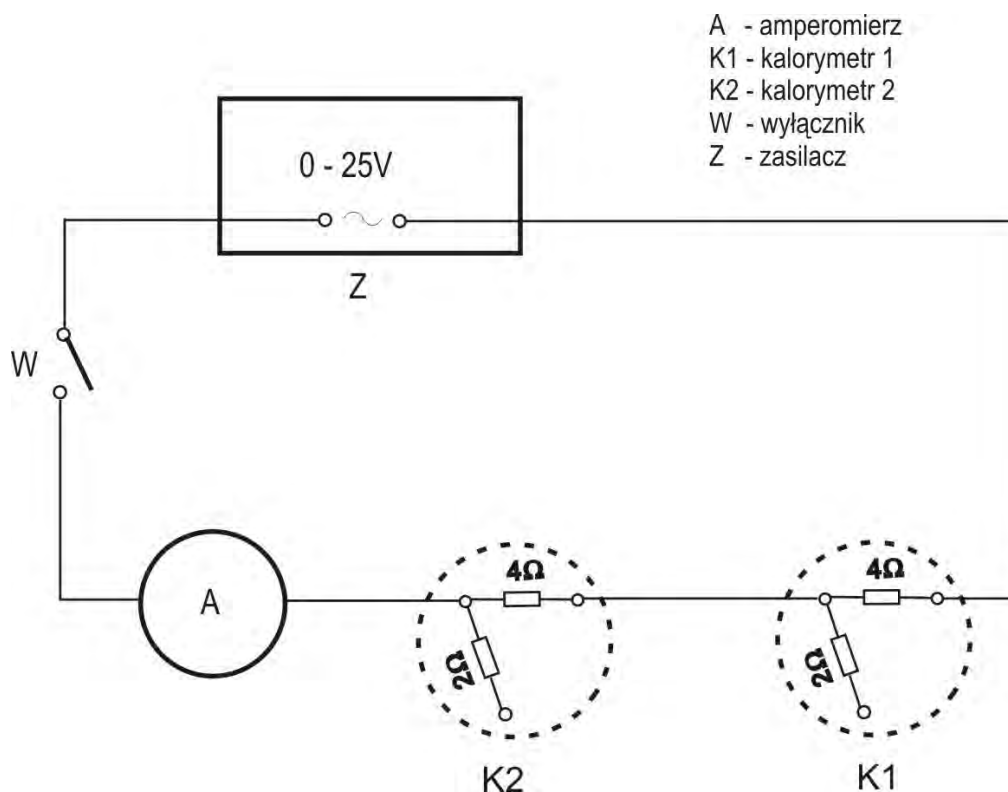 A - amperomierz
K1 - kalorymetr 1
K2 - kalorymetr 2
W - wyłącznik
Z - zasilacz
0 - 25V
Z
W
A
4Ω
2Ω
K2
4Ω
2Ω
K1